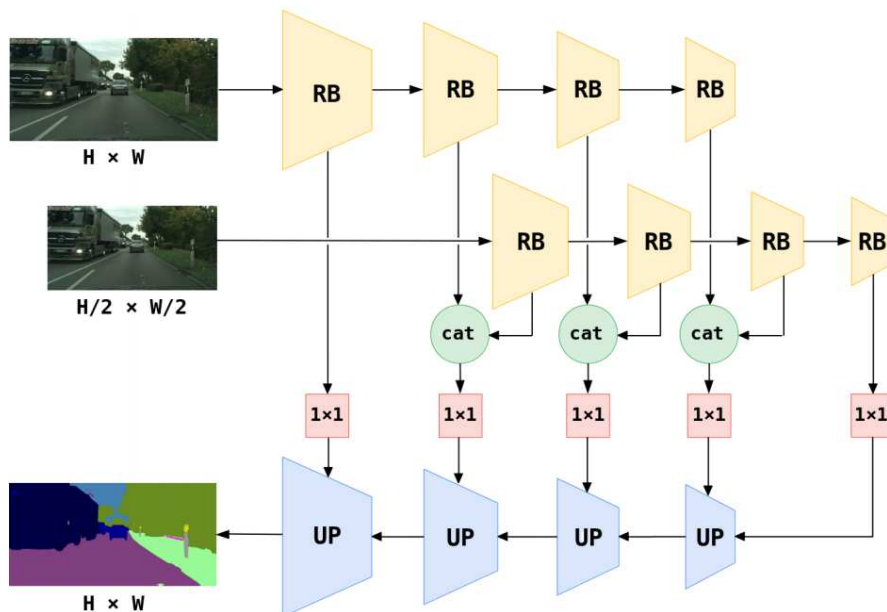 RB
RB
RB
RB
H × W
RB
RB
RB
RB
H/2 × W/2
cat
cat
cat
1×1
1×1
1×1
1×1
1×1
UP
UP
UP
UP
H × W